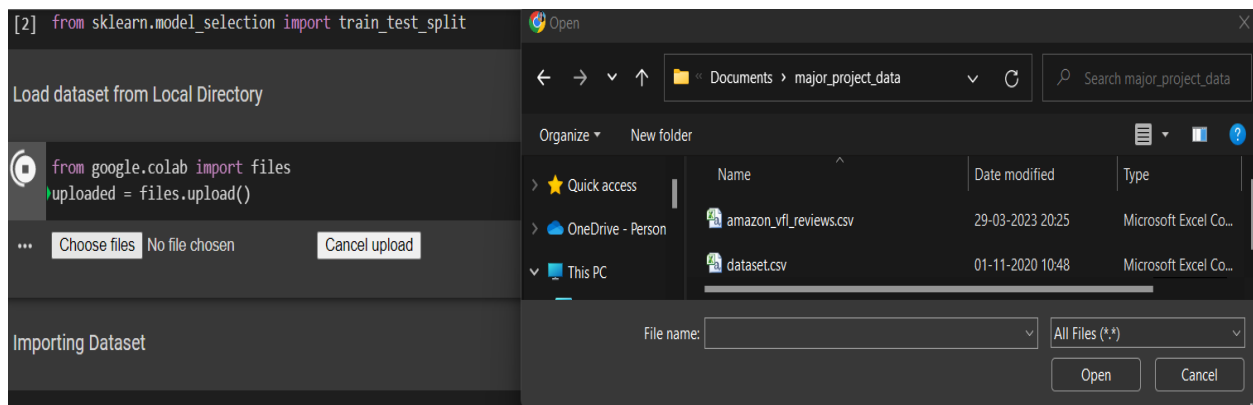 [2] from sklearn.model_selection import train_test_split
Load dataset from Local Directory
from google.colab import files
uploaded = files.upload()
... Choose files No file chosen Cancel upload
Importing Dataset
Open
« Documents > major_project_data
Search major_project_data
Organize New folder
Name Date modified Type
Quick access
amazon_vfl_reviews.csv 29-03-2023 20:25 Microsoft Excel Co...
OneDrive - Person
dataset.csv 01-11-2020 10:48 Microsoft Excel Co...
This PC
File name: All Files (*.*)
Open Cancel